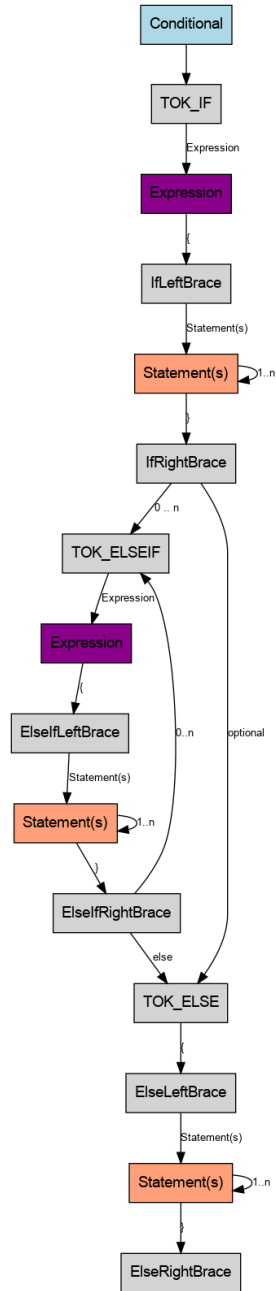 Conditional
TOK_IF
Expression
Expression
{
IfLeftBrace
Statement(s)
Statement(s)
1..n
}
IfRightBrace
0 .. n
TOK_ELSEIF
Expression
Expression
{
0..n
optional
ElseIfLeftBrace
Statement(s)
Statement(s)
1..n
}
ElseIfRightBrace
else
TOK_ELSE
{
ElseLeftBrace
Statement(s)
Statement(s)
1..n
}
ElseRightBrace